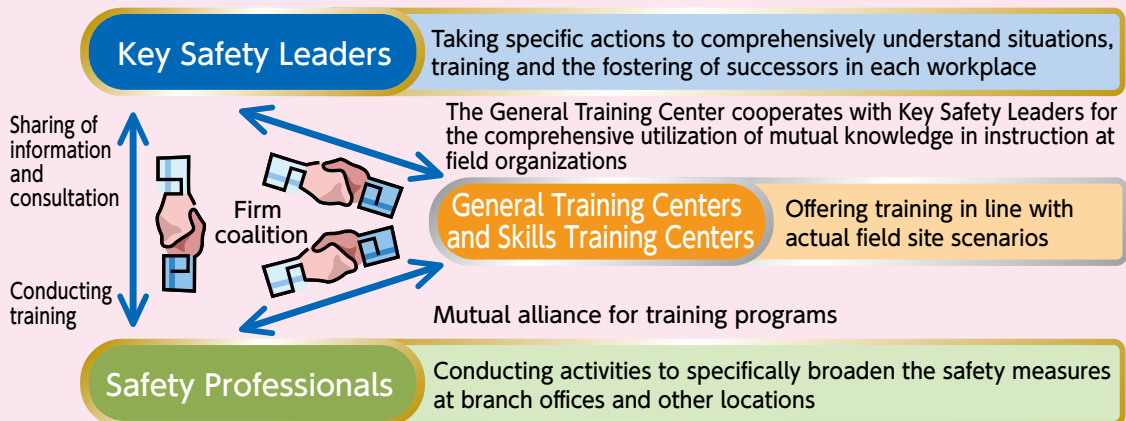 Key Safety Leaders
Taking specific actions to comprehensively understand situations,
training and the fostering of successors in each workplace
Sharing of
information
and
consultation
The General Training Center cooperates with Key Safety Leaders for
the comprehensive utilization of mutual knowledge in instruction at
field organizations
Firm
coalition
General Training Centers
and Skills Training Centers
Offering training in line with
actual field site scenarios
Conducting
training
Mutual alliance for training programs
Safety Professionals
Conducting activities to specifically broaden the safety measures
at branch offices and other locations